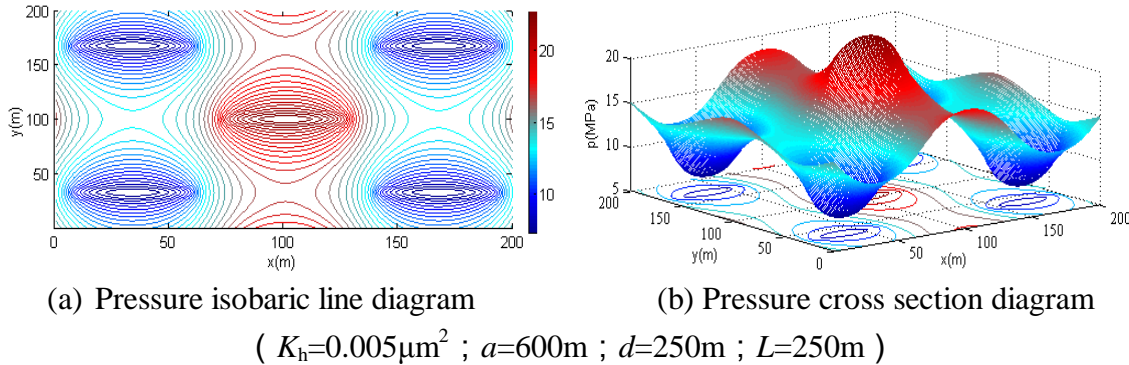 200
150
100
50
y(m)
0 50 100 150 200
x(m)
20
15
10
20
15
10
5
p(MPa)
200
150
100
50
0
y(m)
50
100
150
200
x(m)
(a) Pressure isobaric line diagram
(b) Pressure cross section diagram
( Kh=0.005μm² ; a=600m ; d=250m ; L=250m )